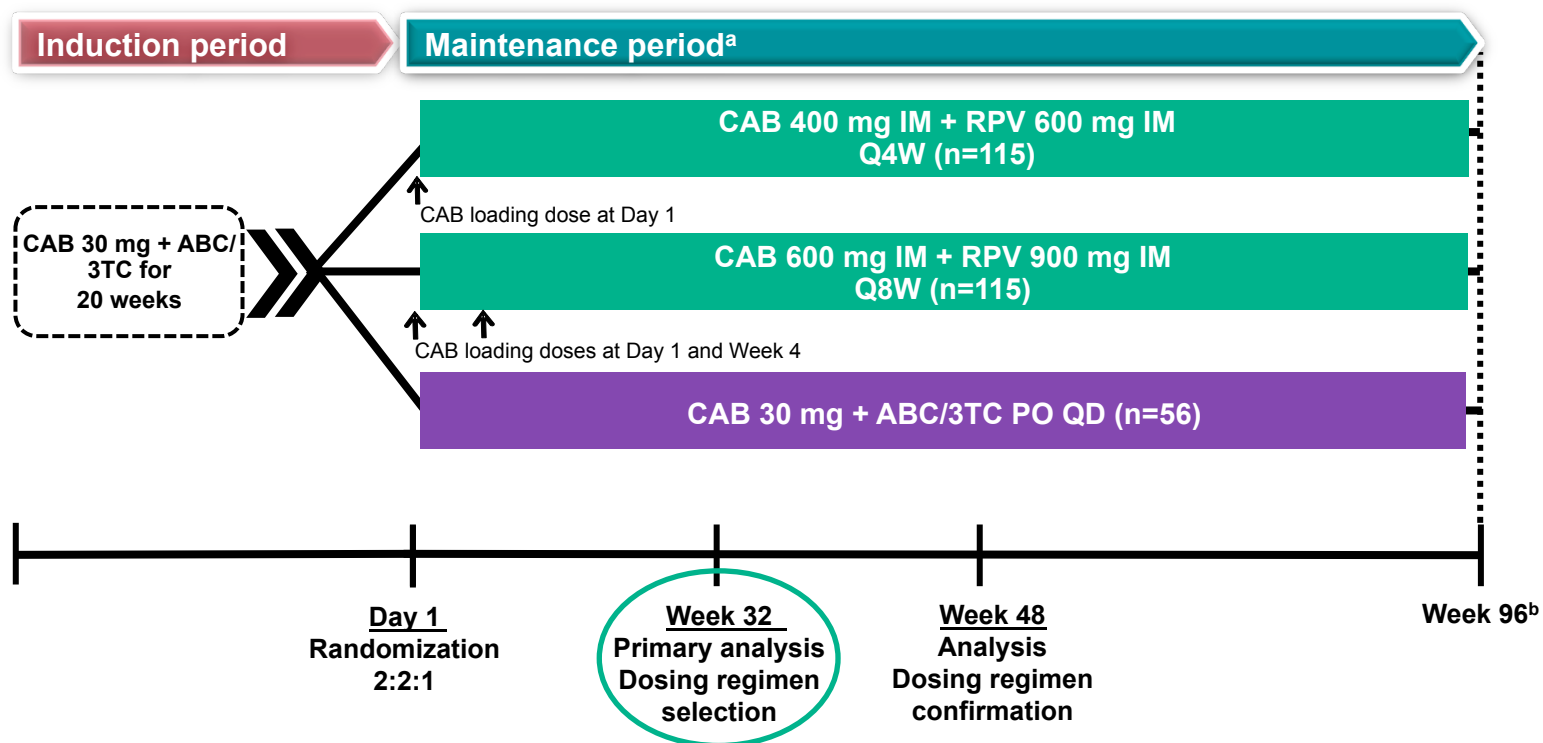 Induction period
Maintenance periodᵃ
CAB 400 mg IM + RPV 600 mg IM
Q4W (n=115)
CAB loading dose at Day 1
CAB 30 mg + ABC/
3TC for
20 weeks
CAB 600 mg IM + RPV 900 mg IM
Q8W (n=115)
CAB loading doses at Day 1 and Week 4
CAB 30 mg + ABC/3TC PO QD (n=56)
Day 1
Randomization
2:2:1
Week 32
Primary analysis
Dosing regimen
selection
Week 48
Analysis
Dosing regimen
confirmation
Week 96ᵇ